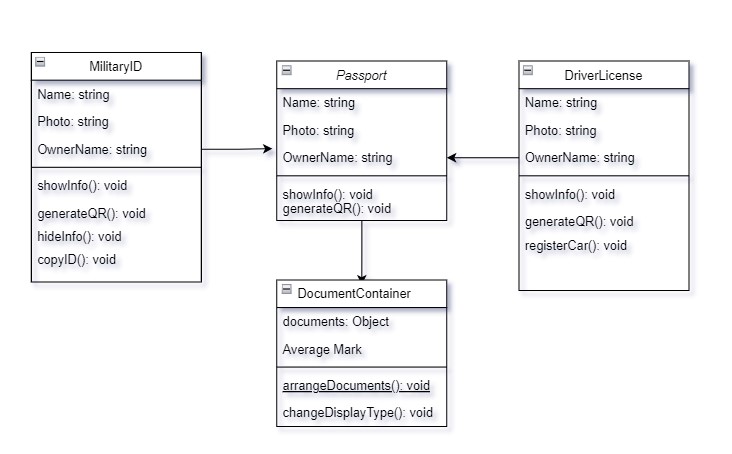 MilitaryID
Name: string
Photo: string
OwnerName: string
showInfo(): void
generateQR(): void
hideInfo(): void
copyID(): void
Passport
Name: string
Photo: string
OwnerName: string
showInfo(): void
generateQR(): void
DriverLicense
Name: string
Photo: string
OwnerName: string
showInfo(): void
generateQR(): void
registerCar(): void
DocumentContainer
documents: Object
Average Mark
arrangeDocuments(): void
changeDisplayType(): void